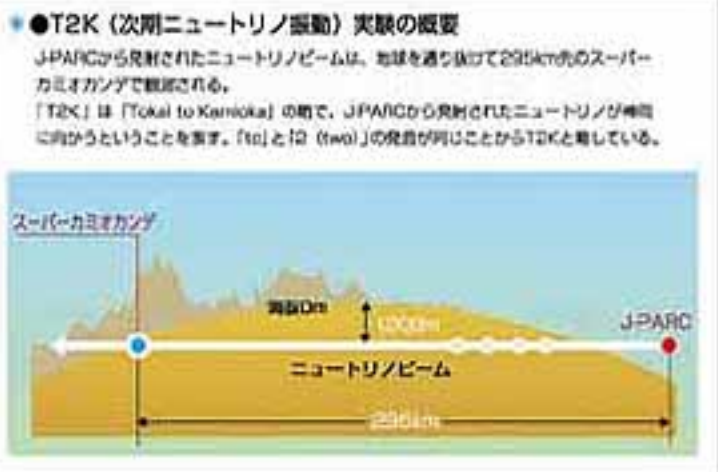 ●T2K（次期ニュートリノ振動）実験の概要
J-PARCから発射されたニュートリノビームは、地球を通り抜けて295km先のスーパー
カミオカンデで観測される。
「T2K」は「Tokai to Kamioka」の略で、J-PARCから発射されたニュートリノが神岡
に向かうということを表す。「to」と「2（two）」の発音が同じことからT2Kと略している。
スーパーカミオカンデ
海抜0m
1,000m
J-PARC
ニュートリノビーム
295km